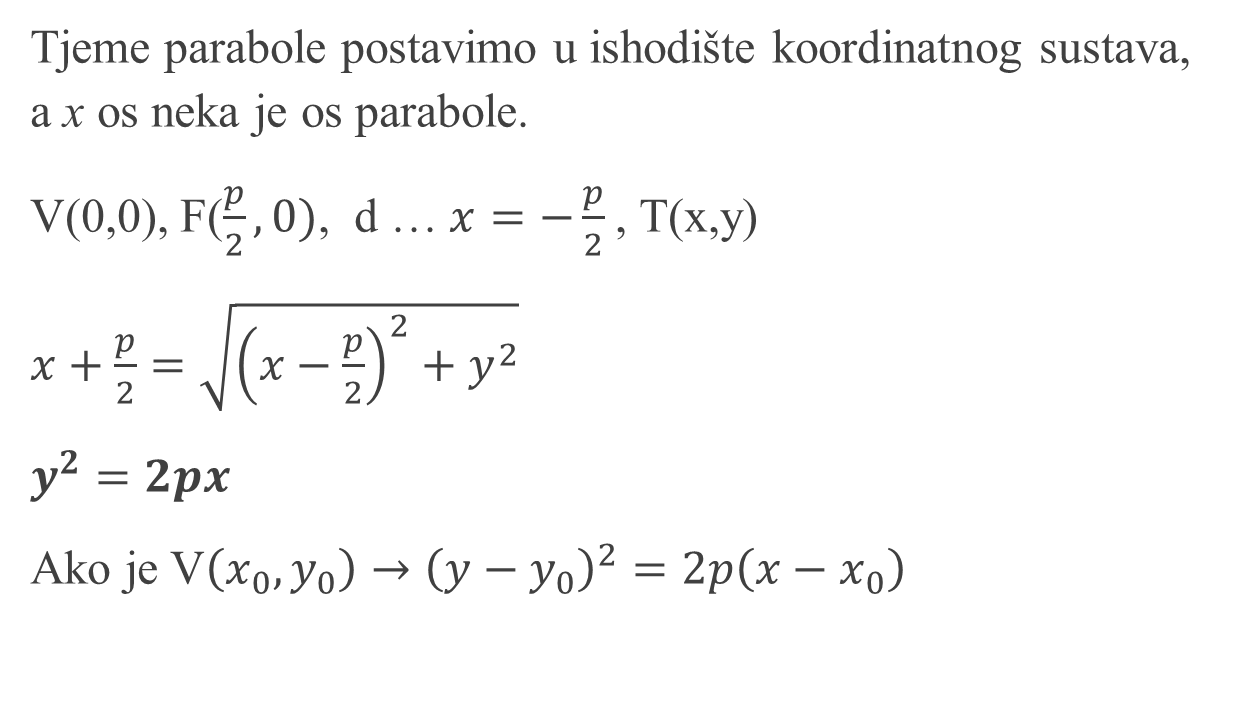 Tjeme parabole postavimo u ishodište koordinatnog sustava,
a x os neka je os parabole.
V(0,0), F(p/2, 0), d … x = −p/2, T(x,y)
x + p/2 = √((x − p/2)² + y²)
y² = 2px
Ako je V(x₀, y₀) → (y − y₀)² = 2p(x − x₀)